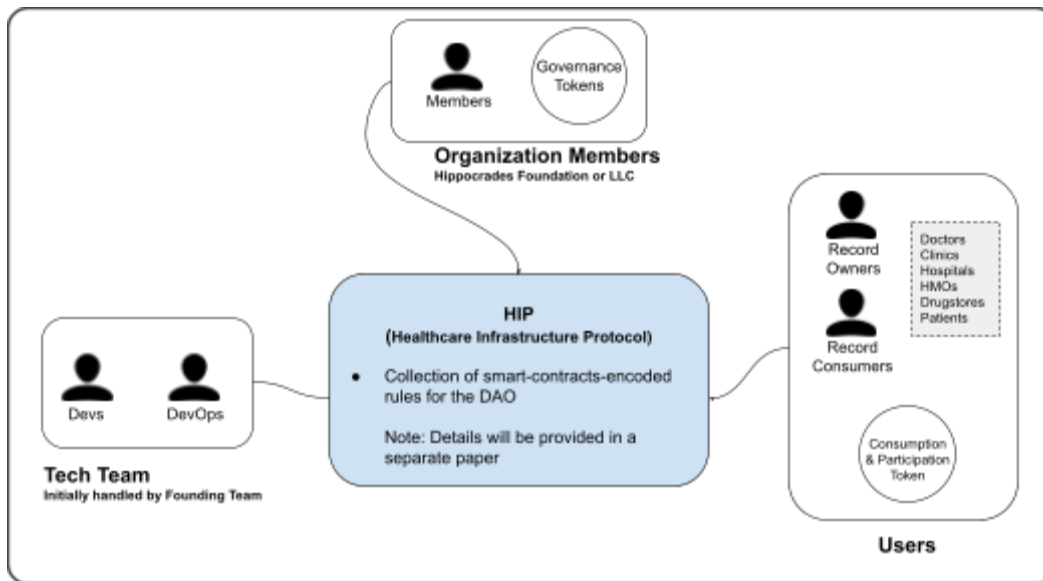 Members
Governance
Tokens
Organization Members
Hippocrades Foundation or LLC
Record
Owners
Record
Consumers
Doctors
Clinics
Hospitals
HMOs
Drugstores
Patients
Consumption
& Participation
Token
Users
HIP
(Healthcare Infrastructure Protocol)
● Collection of smart-contracts-encoded
rules for the DAO
Note: Details will be provided in a
separate paper
Devs
DevOps
Tech Team
Initially handled by Founding Team